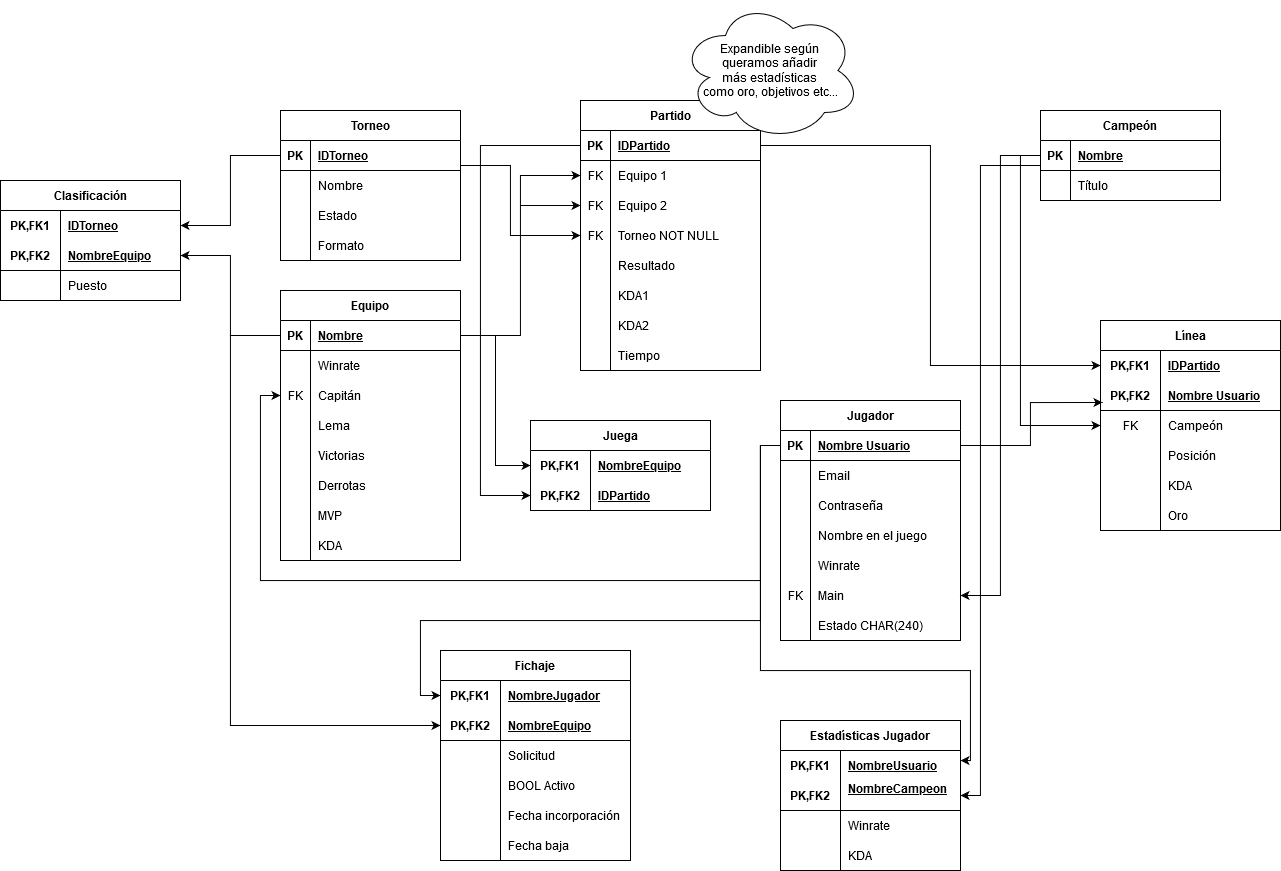 Expandible según
queramos añadir
más estadísticas
como oro, objetivos etc...
Torneo
PK IDTorneo
Nombre
Estado
Formato
Partido
PK IDPartido
FK Equipo 1
FK Equipo 2
FK Torneo NOT NULL
Resultado
KDA1
KDA2
Tiempo
Campeón
PK Nombre
Título
Clasificación
PK,FK1 IDTorneo
PK,FK2 NombreEquipo
Puesto
Equipo
PK Nombre
Winrate
FK Capitán
Lema
Victorias
Derrotas
MVP
KDA
Línea
PK,FK1 IDPartido
PK,FK2 Nombre Usuario
FK Campeón
Posición
KDA
Oro
Juega
PK,FK1 NombreEquipo
PK,FK2 IDPartido
Jugador
PK Nombre Usuario
Email
Contraseña
Nombre en el juego
Winrate
FK Main
Estado CHAR(240)
Fichaje
PK,FK1 NombreJugador
PK,FK2 NombreEquipo
Solicitud
BOOL Activo
Fecha incorporación
Fecha baja
Estadísticas Jugador
PK,FK1 NombreUsuario
PK,FK2 NombreCampeon
Winrate
KDA